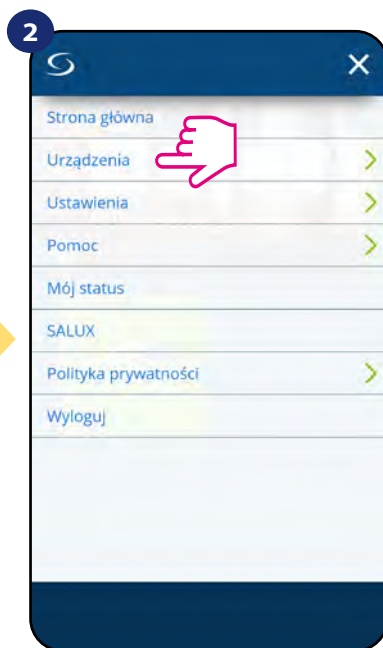 2
Strona główna
Urządzenia
Ustawienia
Pomoc
Mój status
SALUX
Polityka prywatności
Wyloguj